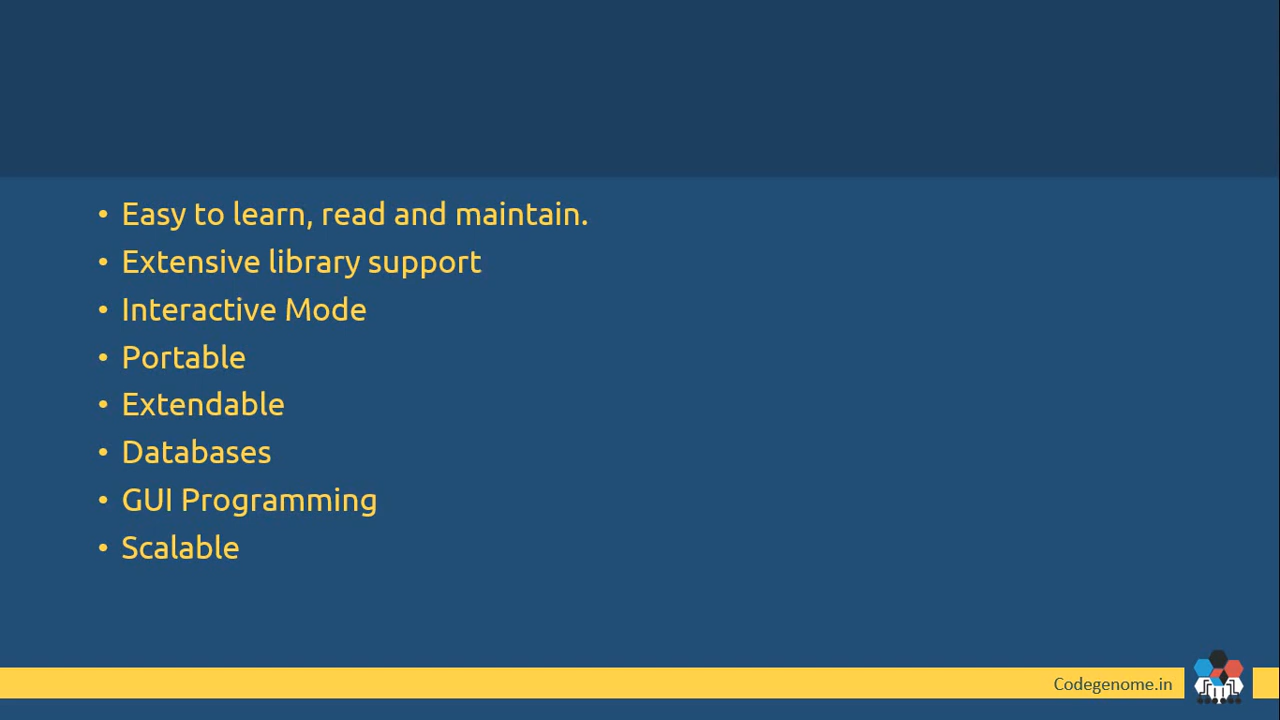 • Easy to learn, read and maintain.
• Extensive library support
• Interactive Mode
• Portable
• Extendable
• Databases
• GUI Programming
• Scalable
Codegenome.in